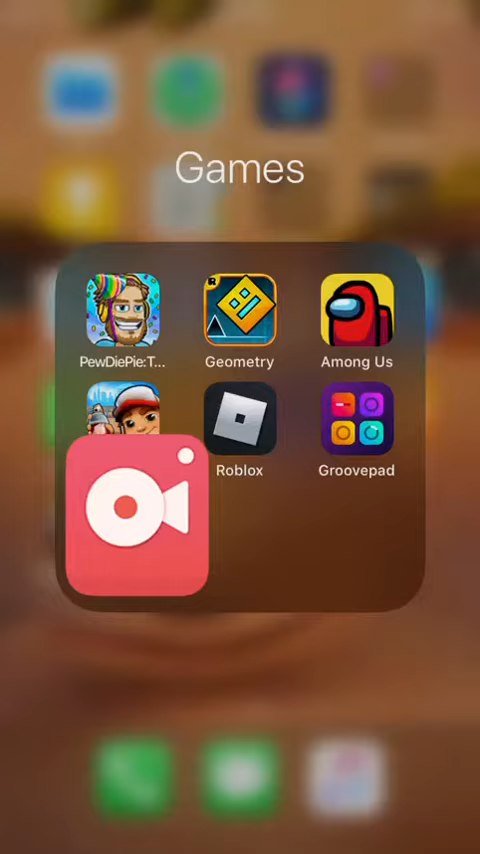 Games
PewDiePie:T...
Geometry
Among Us
Roblox
Groovepad